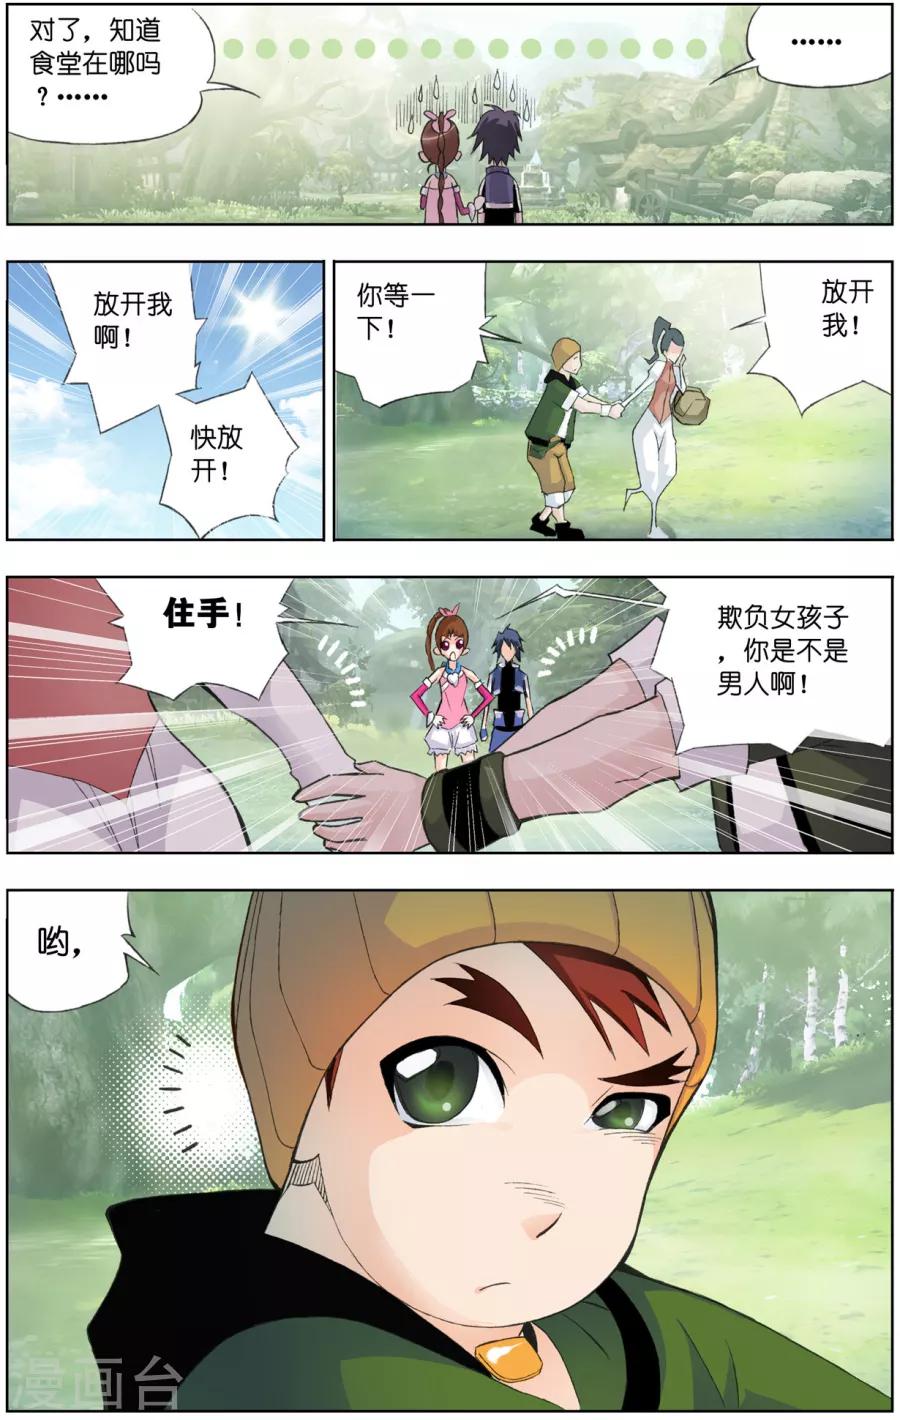 对了，知道
食堂在哪吗
？……
……
放开我
啊！
快放
开！
你等一
下！
放开
我！
住手！
欺负女孩子
，你是不是
男人啊！
哟，
漫画台